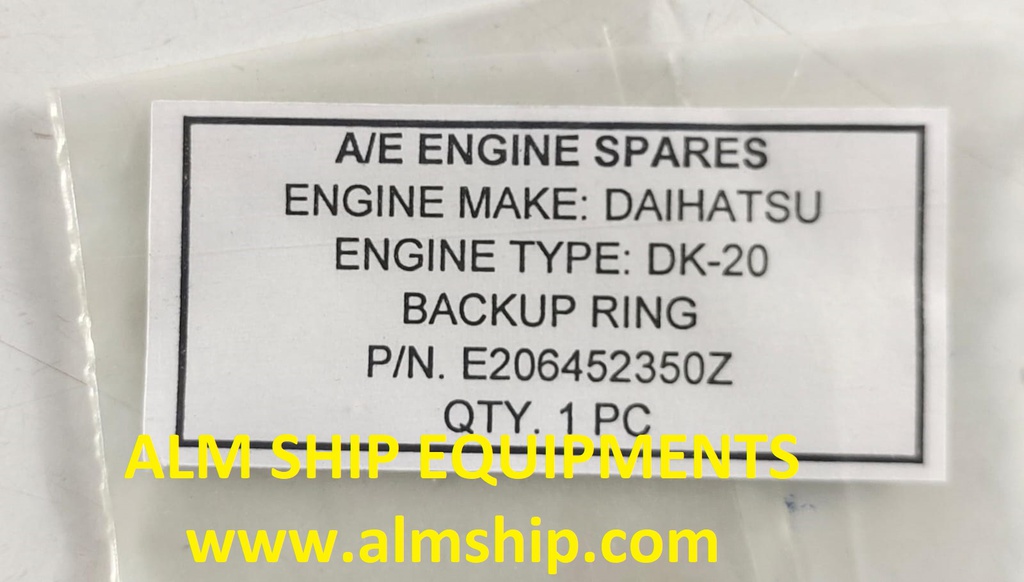 A/E ENGINE SPARES
ENGINE MAKE: DAIHATSU
ENGINE TYPE: DK-20
BACKUP RING
P/N. E206452350Z
QTY. 1 PC
ALM SHIP EQUIPMENTS
www.almship.com